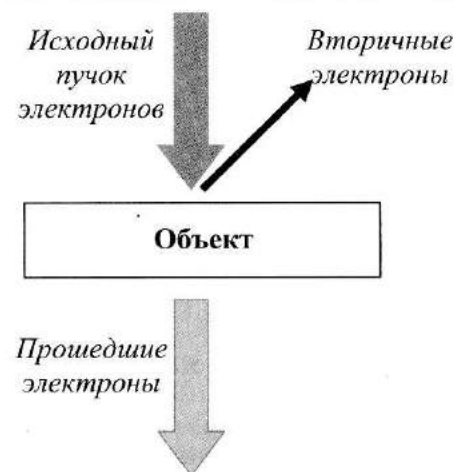 Исходный
пучок
электронов
Вторичные
электроны
Объект
Прошедшие
электроны